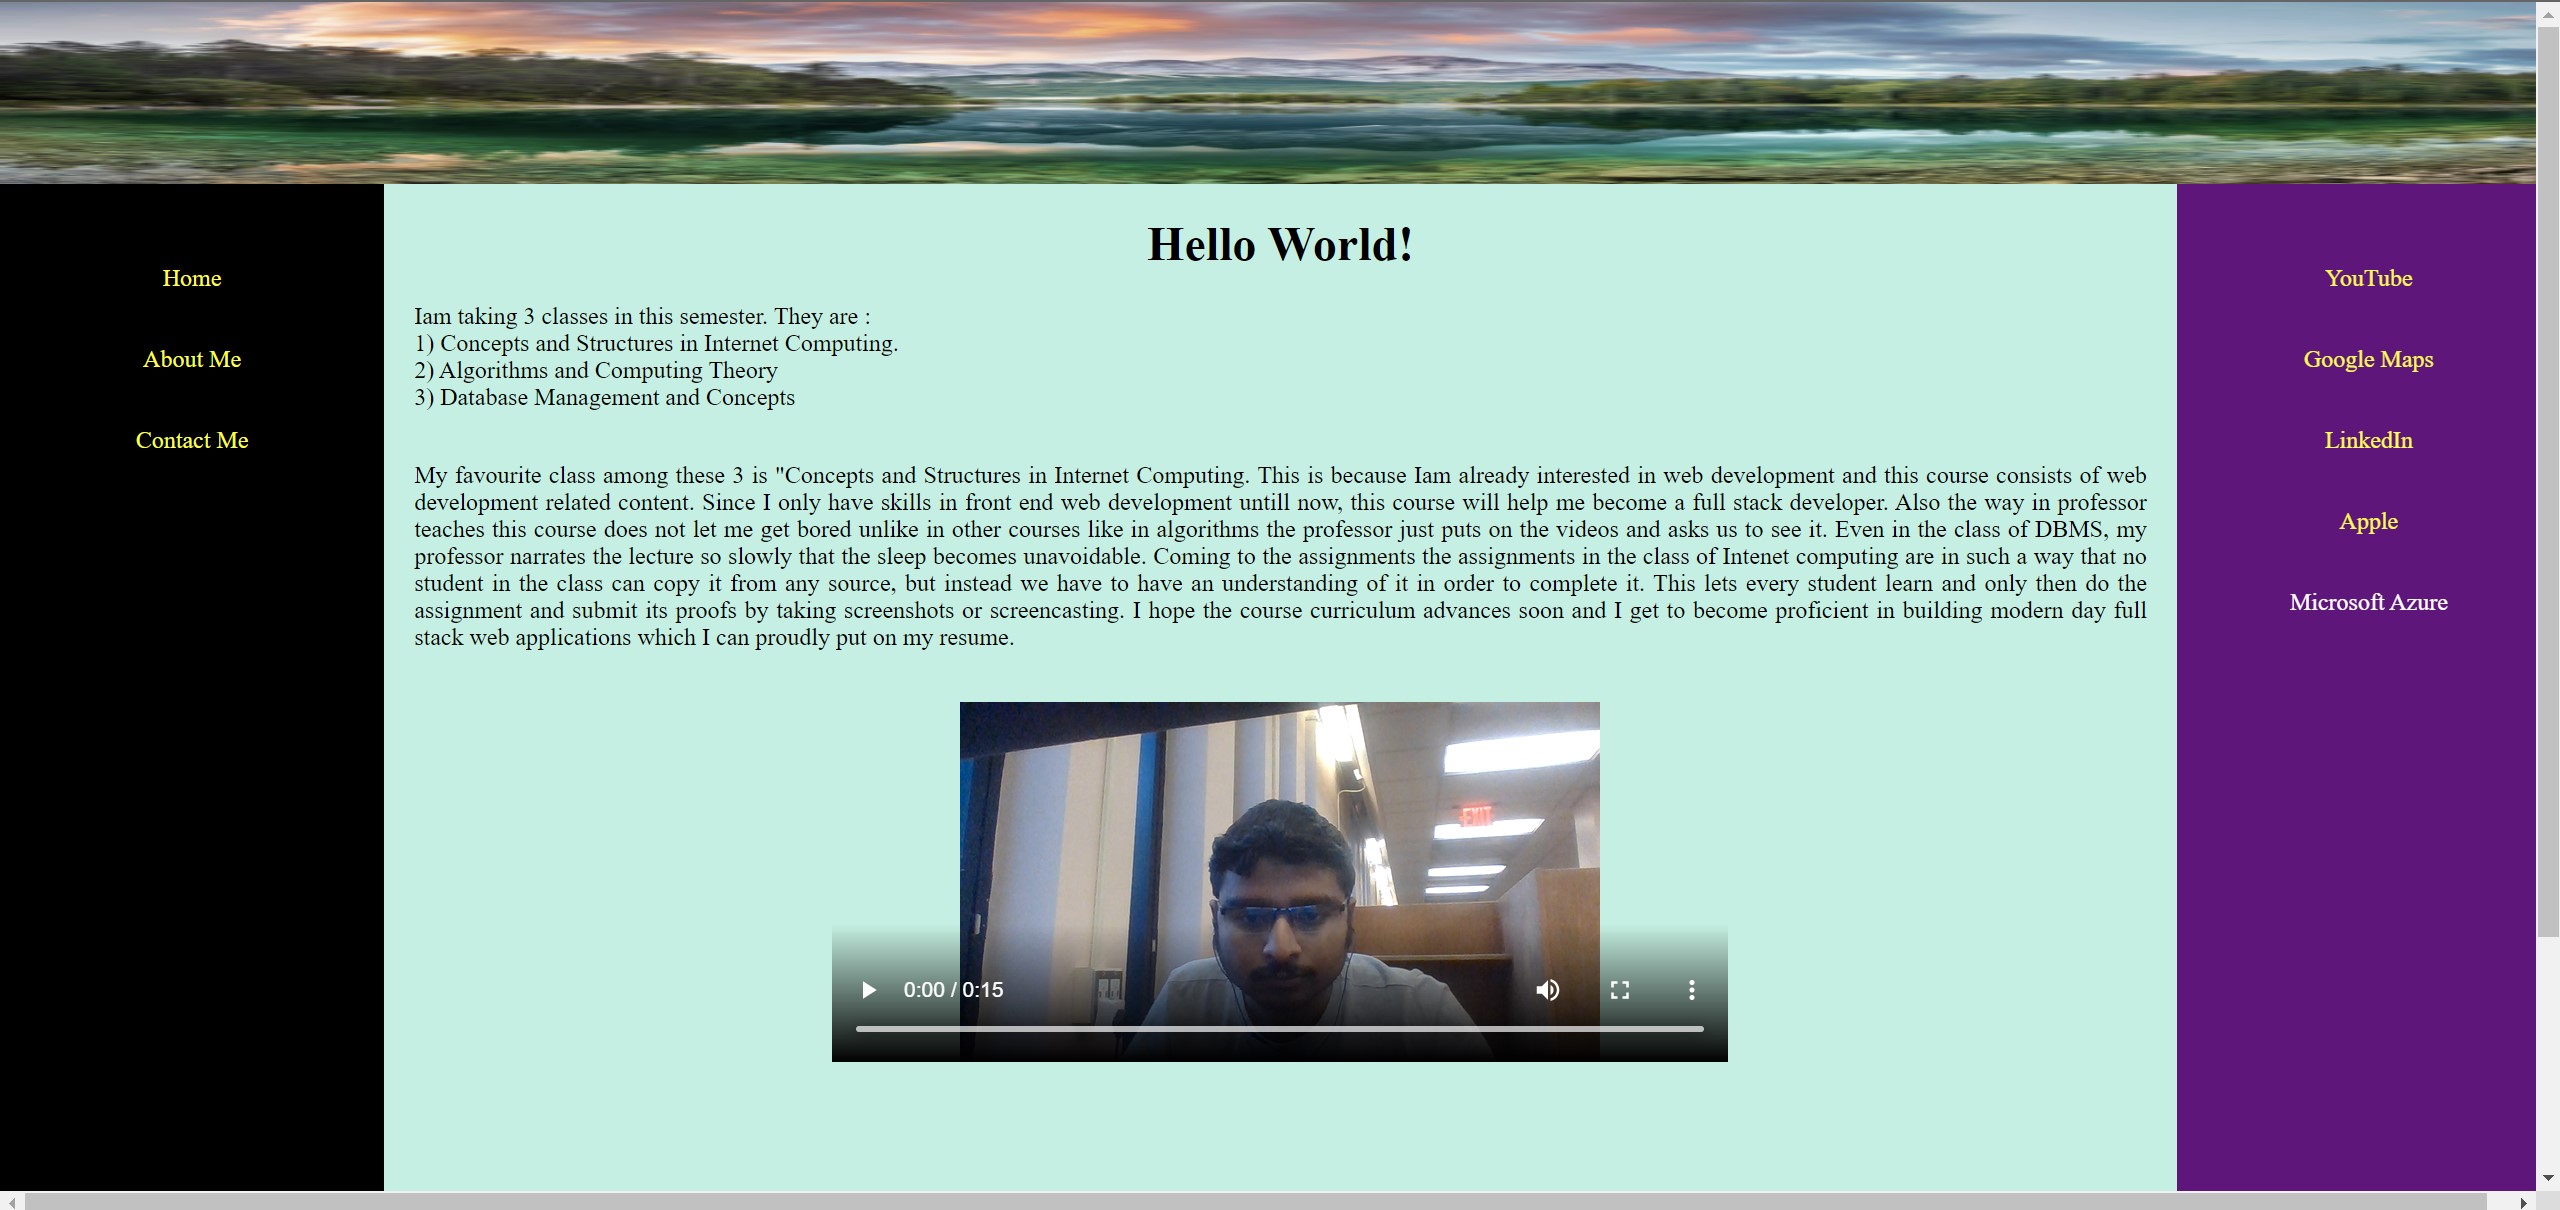 Home
About Me
Contact Me
Hello World!
Iam taking 3 classes in this semester. They are :
1) Concepts and Structures in Internet Computing.
2) Algorithms and Computing Theory
3) Database Management and Concepts
My favourite class among these 3 is "Concepts and Structures in Internet Computing. This is because Iam already interested in web development and this course consists of web
development related content. Since I only have skills in front end web development untill now, this course will help me become a full stack developer. Also the way in professor
teaches this course does not let me get bored unlike in other courses like in algorithms the professor just puts on the videos and asks us to see it. Even in the class of DBMS, my
professor narrates the lecture so slowly that the sleep becomes unavoidable. Coming to the assignments the assignments in the class of Intenet computing are in such a way that no
student in the class can copy it from any source, but instead we have to have an understanding of it in order to complete it. This lets every student learn and only then do the
assignment and submit its proofs by taking screenshots or screencasting. I hope the course curriculum advances soon and I get to become proficient in building modern day full
stack web applications which I can proudly put on my resume.
EXIT
0:00 / 0:15
YouTube
Google Maps
LinkedIn
Apple
Microsoft Azure